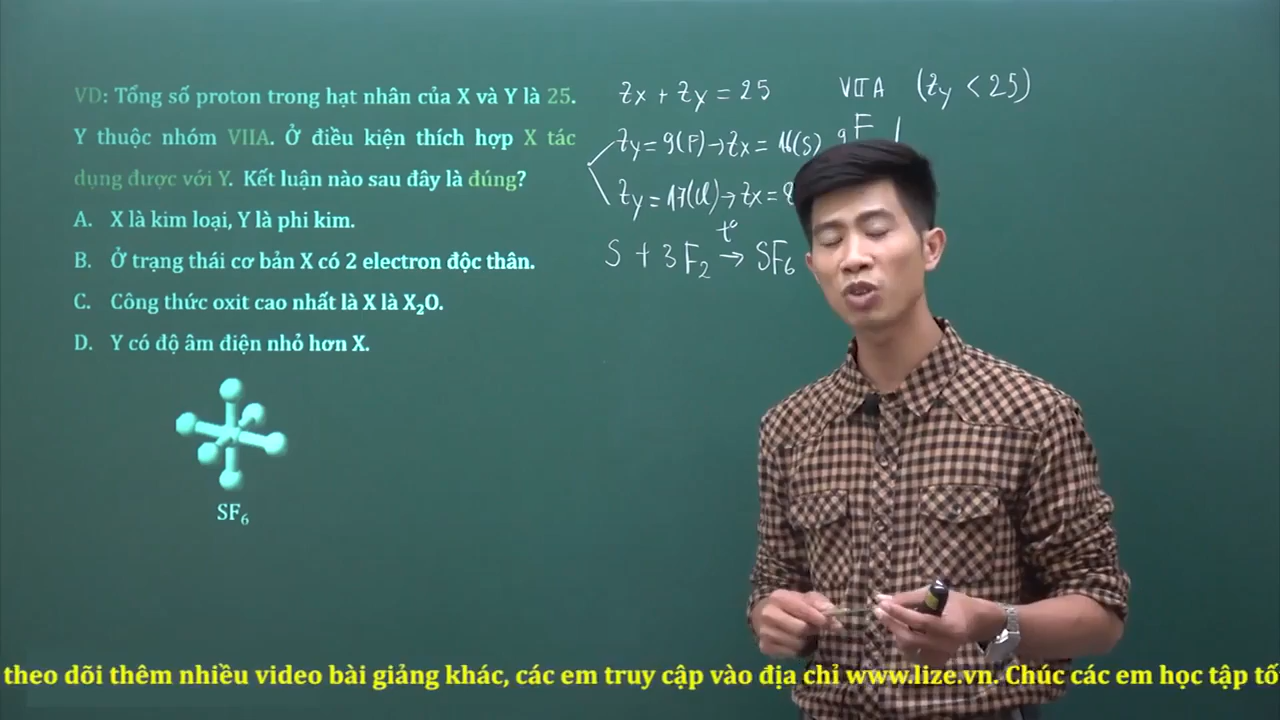 VD: Tổng số proton trong hạt nhân của X và Y là 25.
Y thuộc nhóm VIIA. Ở điều kiện thích hợp X tác
dụng được với Y. Kết luận nào sau đây là đúng?
A. X là kim loại, Y là phi kim.
B. Ở trạng thái cơ bản X có 2 electron độc thân.
C. Công thức oxit cao nhất là X là X₂O.
D. Y có độ âm điện nhỏ hơn X.
SF₆
Zx + Zy = 25
VIIA (Zy < 25)
Zy = 9(F) → Zx = 16(S)
₉F
Zy = 17(Cl) → Zx = 8
S + 3F₂ →t° SF₆
theo dõi thêm nhiều video bài giảng khác, các em truy cập vào địa chỉ www.lize.vn. Chúc các em học tập tố